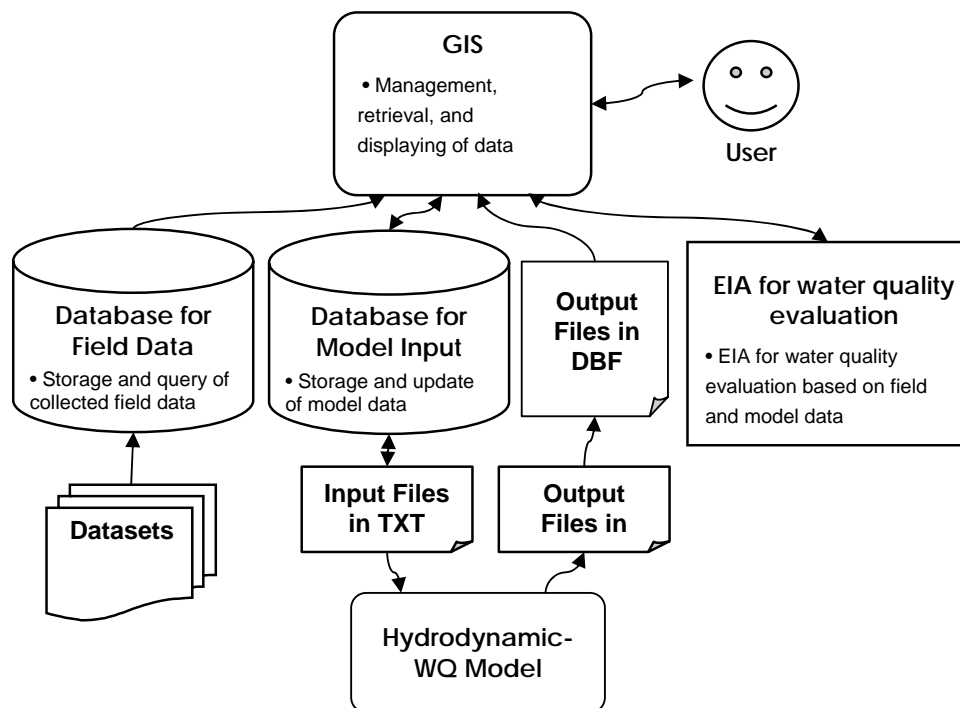 GIS
• Management,
retrieval, and
displaying of data
User
Database for
Field Data
• Storage and query of
collected field data
Database for
Model Input
• Storage and update
of model data
Output
Files in
DBF
EIA for water quality
evaluation
• EIA for water quality
evaluation based on field
and model data
Datasets
Input Files
in TXT
Output
Files in
Hydrodynamic-
WQ Model